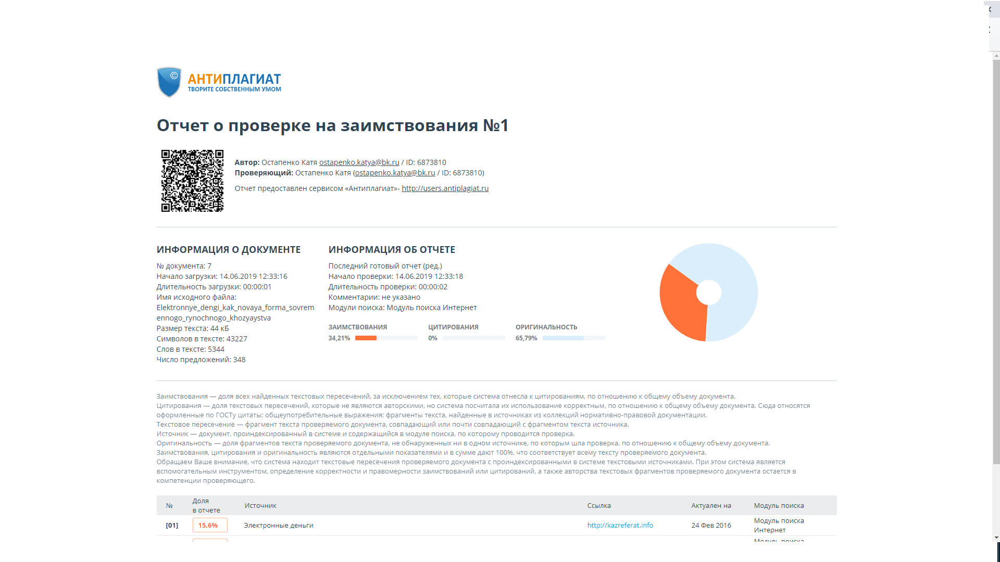 ©
АНТИПЛАГИАТ
ТВОРИТЕ СОБСТВЕННЫМ УМОМ
Отчет о проверке на заимствования №1
Автор: Остапенко Катя ostapenko.katya@bk.ru / ID: 6873810
Проверяющий: Остапенко Катя (ostapenko.katya@bk.ru / ID: 6873810)
Отчет предоставлен сервисом «Антиплагиат»- http://users.antiplagiat.ru
ИНФОРМАЦИЯ О ДОКУМЕНТЕ
№ документа: 7
Начало загрузки: 14.06.2019 12:33:16
Длительность загрузки: 00:00:01
Имя исходного файла:
Elektronnye_dengi_kak_novaya_forma_sovrem
ennogo_rynochnogo_khozyaystva
Размер текста: 44 кБ
Cимволов в тексте: 43227
Слов в тексте: 5344
Число предложений: 348
ИНФОРМАЦИЯ ОБ ОТЧЕТЕ
Последний готовый отчет (ред.)
Начало проверки: 14.06.2019 12:33:18
Длительность проверки: 00:00:02
Комментарии: не указано
Модули поиска: Модуль поиска Интернет
ЗАИМСТВОВАНИЯ
34,21%
ЦИТИРОВАНИЯ
0%
ОРИГИНАЛЬНОСТЬ
65,79%
Заимствования — доля всех найденных текстовых пересечений, за исключением тех, которые система отнесла к цитированиям, по отношению к общему объему документа.
Цитирования — доля текстовых пересечений, которые не являются авторскими, но система посчитала их использование корректным, по отношению к общему объему документа. Сюда относятся
оформленные по ГОСТу цитаты; общеупотребительные выражения; фрагменты текста, найденные в источниках из коллекций нормативно-правовой документации.
Текстовое пересечение — фрагмент текста проверяемого документа, совпадающий или почти совпадающий с фрагментом текста источника.
Источник — документ, проиндексированный в системе и содержащийся в модуле поиска, по которому проводится проверка.
Оригинальность — доля фрагментов текста проверяемого документа, не обнаруженных ни в одном источнике, по которым шла проверка, по отношению к общему объему документа.
Заимствования, цитирования и оригинальность являются отдельными показателями и в сумме дают 100%, что соответствует всему тексту проверяемого документа.
Обращаем Ваше внимание, что система находит текстовые пересечения проверяемого документа с проиндексированными в системе текстовыми источниками. При этом система является
вспомогательным инструментом, определение корректности и правомерности заимствований или цитирований, а также авторства текстовых фрагментов проверяемого документа остается в
компетенции проверяющего.
№ Доля в отчете Источник Ссылка Актуален на Модуль поиска
[01] 15,6% Электронные деньги http://kazreferat.info 24 Фев 2016 Модуль поиска Интернет
Модуль поиска